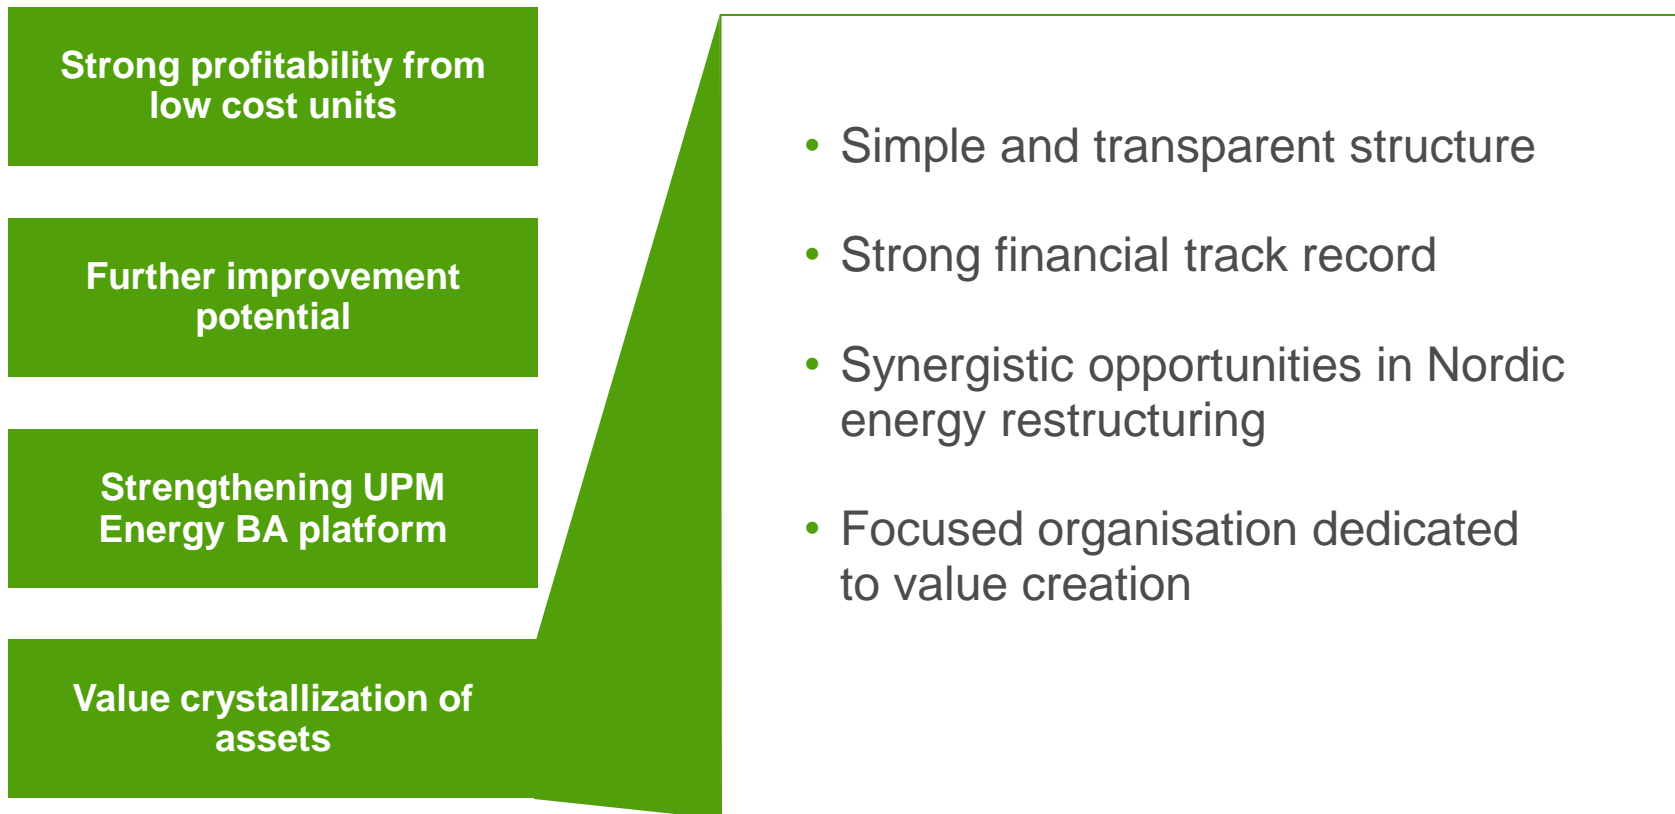 Strong profitability from
low cost units
Further improvement
potential
Strengthening UPM
Energy BA platform
Value crystallization of
assets
• Simple and transparent structure
• Strong financial track record
• Synergistic opportunities in Nordic
energy restructuring
• Focused organisation dedicated
to value creation